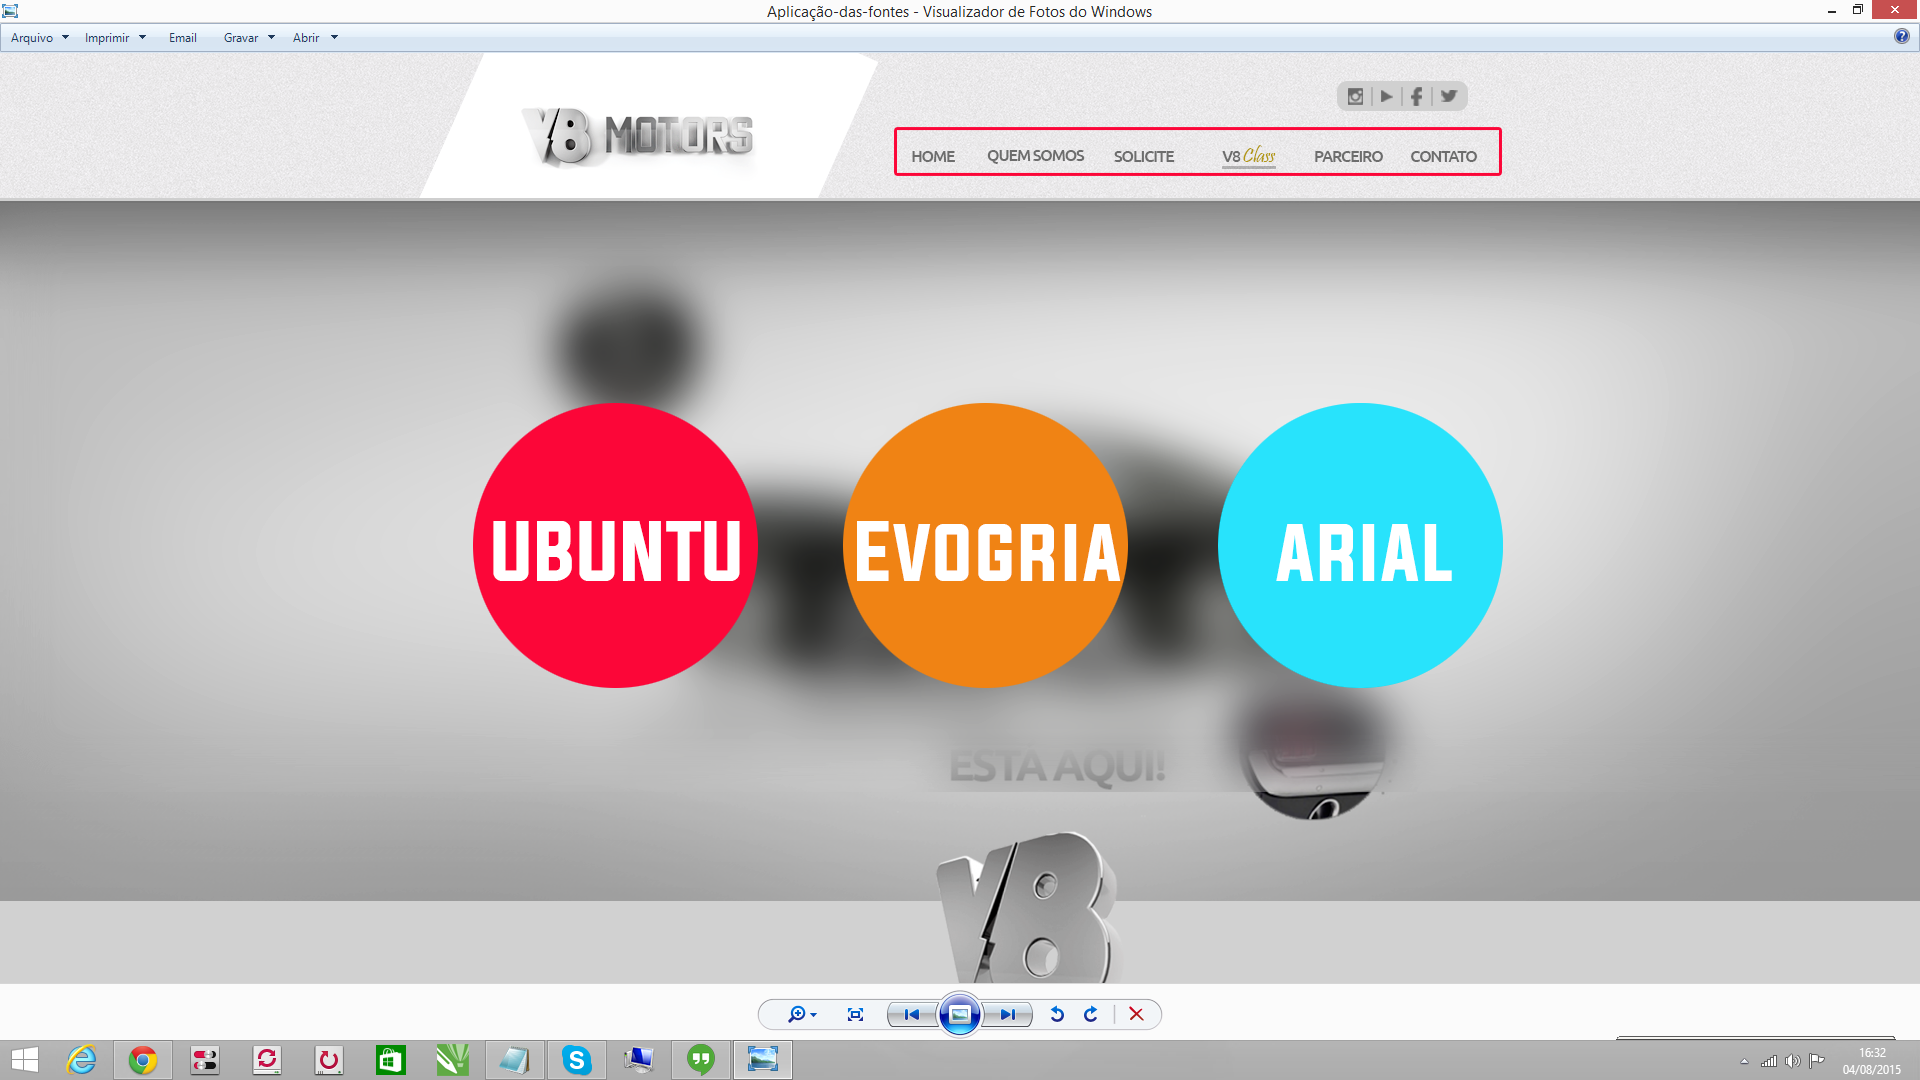 Aplicação-das-fontes - Visualizador de Fotos do Windows
Arquivo Imprimir Email Gravar Abrir
V8 MOTORS
HOME QUEM SOMOS SOLICITE V8 Class PARCEIRO CONTATO
UBUNTU EVOGRIA ARIAL
ESTA AQUI!
V8
16:32
04/08/2015